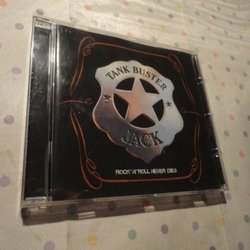 TANK BUSTER
JACK
ROCK 'N' ROLL NEVER DIES